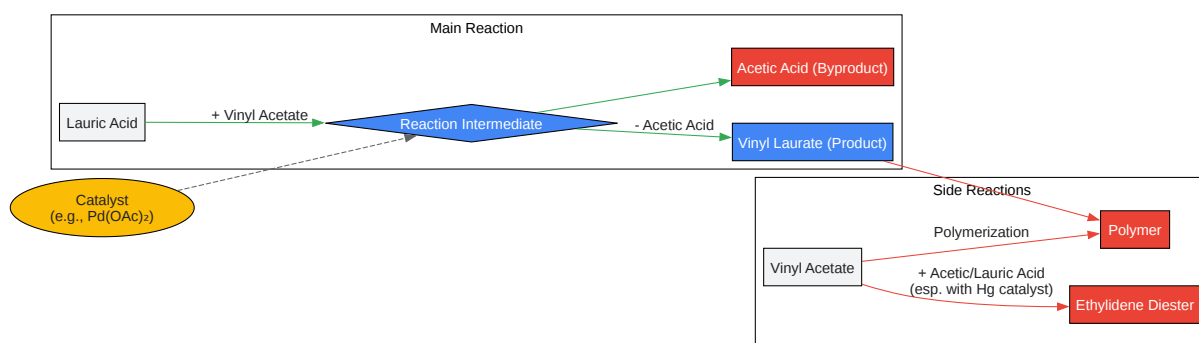 Main Reaction
Acetic Acid (Byproduct)
+ Vinyl Acetate
Lauric Acid
Reaction Intermediate
- Acetic Acid
Vinyl Laurate (Product)
Catalyst
(e.g., Pd(OAc)₂)
Side Reactions
Polymerization
Polymer
Vinyl Acetate
+ Acetic/Lauric Acid
(esp. with Hg catalyst)
Ethylidene Diester